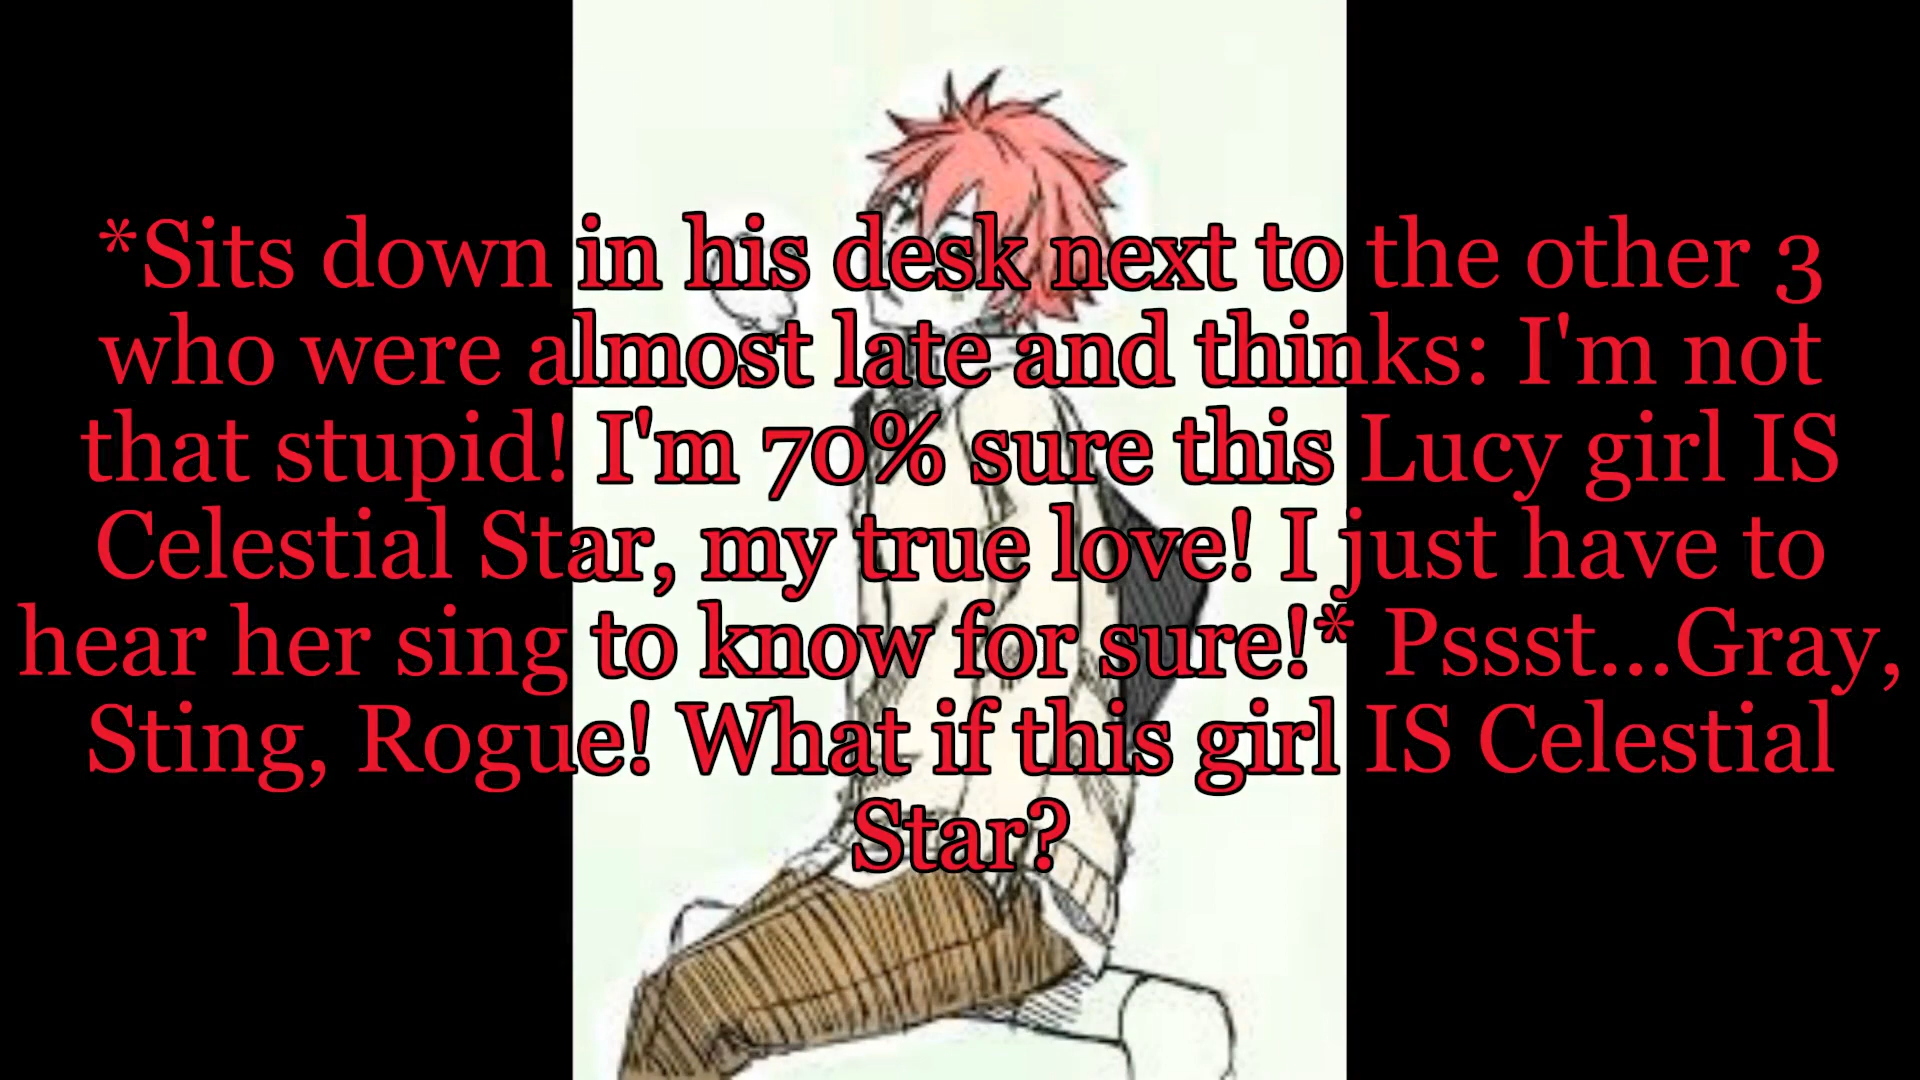 *Sits down in his desk next to the other 3
who were almost late and thinks: I'm not
that stupid! I'm 70% sure this Lucy girl IS
Celestial Star, my true love! I just have to
hear her sing to know for sure!* Pssst...Gray,
Sting, Rogue! What if this girl IS Celestial
Star?